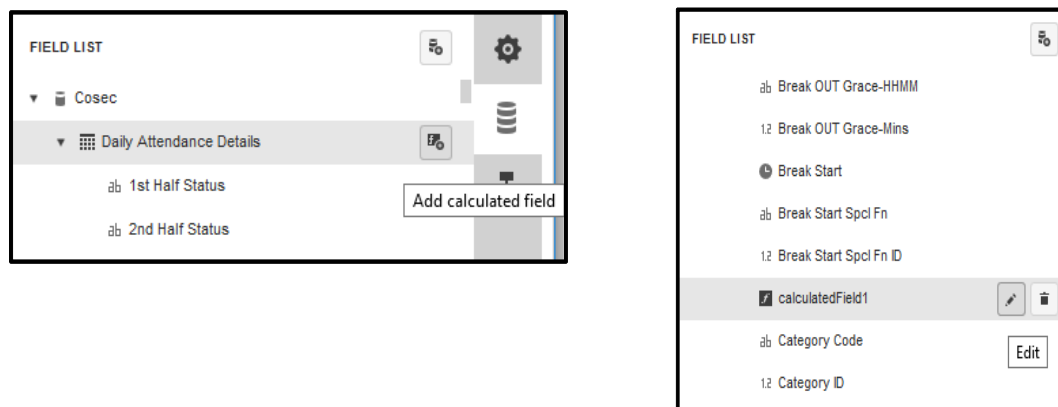 FIELD LIST
Cosec
Daily Attendance Details
ab 1st Half Status
Add calculated field
ab 2nd Half Status
FIELD LIST
ab Break OUT Grace-HHMM
1.2 Break OUT Grace-Mins
Break Start
ab Break Start Spcl Fn
1.2 Break Start Spcl Fn ID
f calculatedField1
ab Category Code
Edit
1.2 Category ID